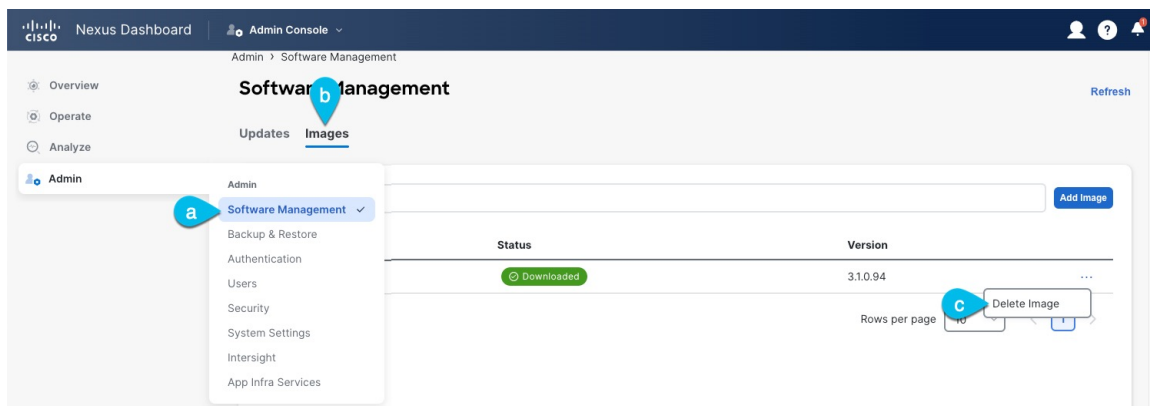 CISCO Nexus Dashboard Admin Console
Admin > Software Management
Overview
Software Management
b
Refresh
Operate
Updates Images
Analyze
Admin
Admin
a
Software Management
Add Image
Backup & Restore
Status Version
Authentication
Downloaded 3.1.0.94 ...
Users
c
Delete Image
Security
Rows per page 10 1
System Settings
Intersight
App Infra Services